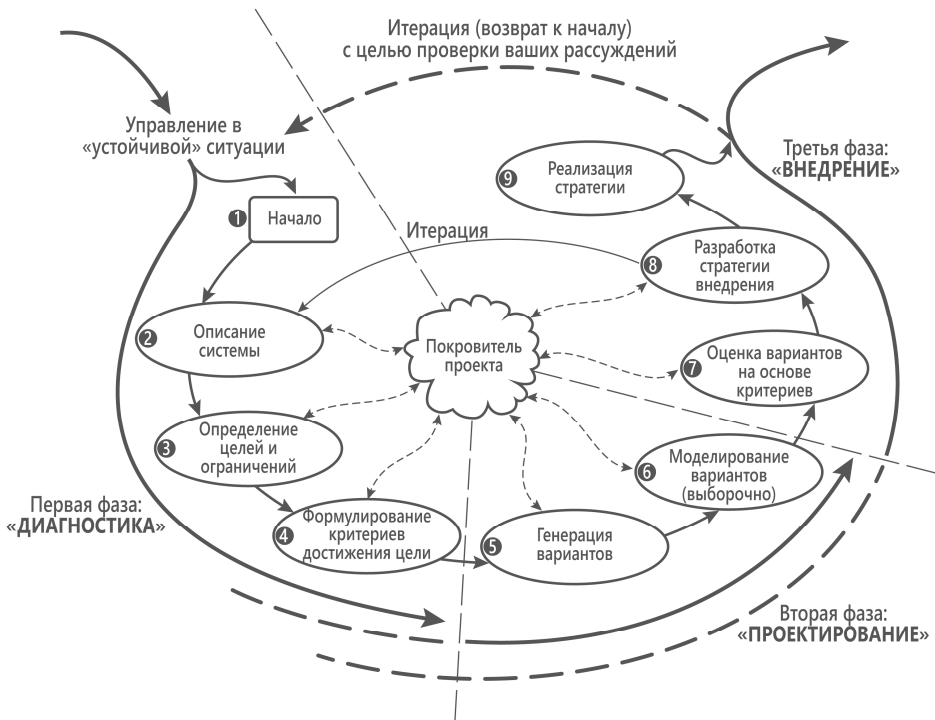 Итерация (возврат к началу)
с целью проверки ваших рассуждений
Управление в
«устойчивой» ситуации
Третья фаза:
«ВНЕДРЕНИЕ»
1 Начало
Итерация
2 Описание
системы
3 Определение
целей и
ограничений
4 Формулирование
критериев
достижения цели
5 Генерация
вариантов
6 Моделирование
вариантов
(выборочно)
7 Оценка вариантов
на основе
критериев
8 Разработка
стратегии
внедрения
9 Реализация
стратегии
Покровитель
проекта
Первая фаза:
«ДИАГНОСТИКА»
Вторая фаза:
«ПРОЕКТИРОВАНИЕ»